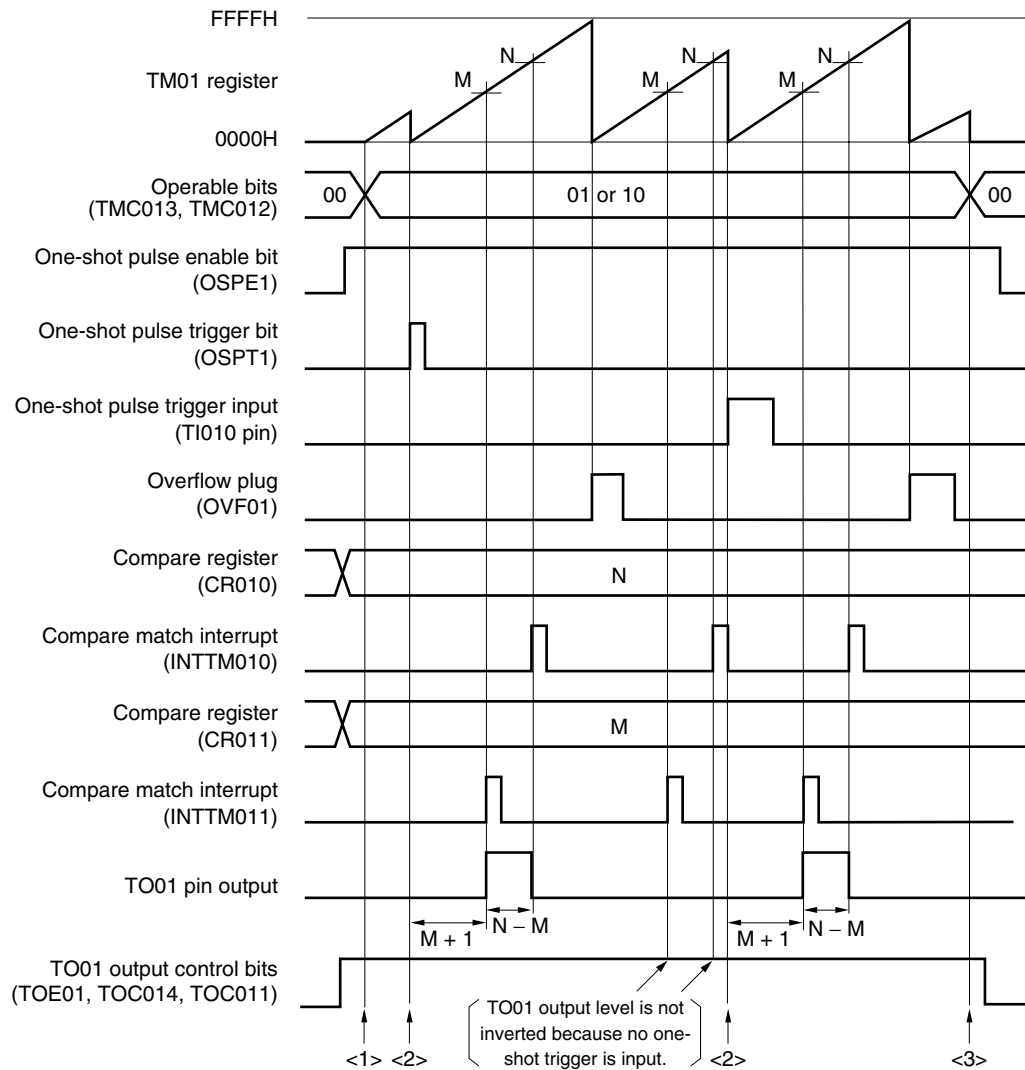 FFFFH
TM01 register
N
M
N
M
N
M
0000H
Operable bits
(TMC013, TMC012)
00
01 or 10
00
One-shot pulse enable bit
(OSPE1)
One-shot pulse trigger bit
(OSPT1)
One-shot pulse trigger input
(TI010 pin)
Overflow plug
(OVF01)
Compare register
(CR010)
N
Compare match interrupt
(INTTM010)
Compare register
(CR011)
M
Compare match interrupt
(INTTM011)
TO01 pin output
M + 1
N − M
M + 1
N − M
TO01 output control bits
(TOE01, TOC014, TOC011)
TO01 output level is not
inverted because no one-
shot trigger is input.
<1>
<2>
<2>
<3>